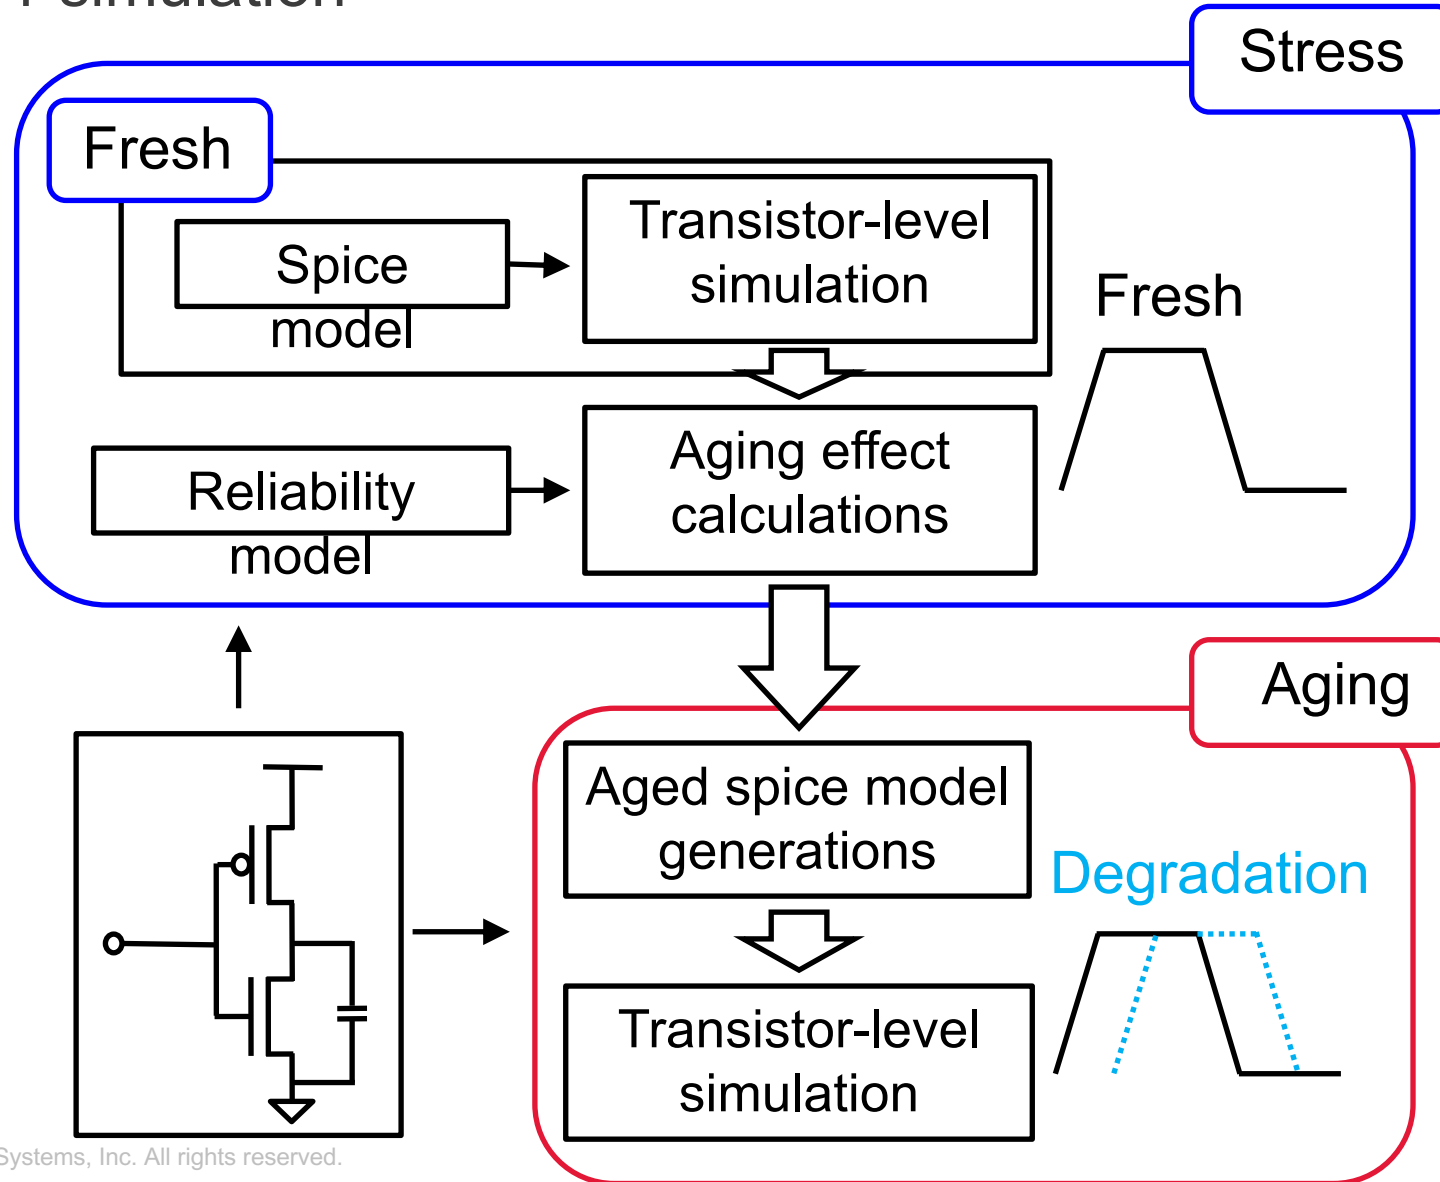 simulation
Stress
Fresh
Transistor-level
simulation
Spice
model
Fresh
Aging effect
calculations
Reliability
model
Aging
Aged spice model
generations
Degradation
Transistor-level
simulation
Systems, Inc. All rights reserved.